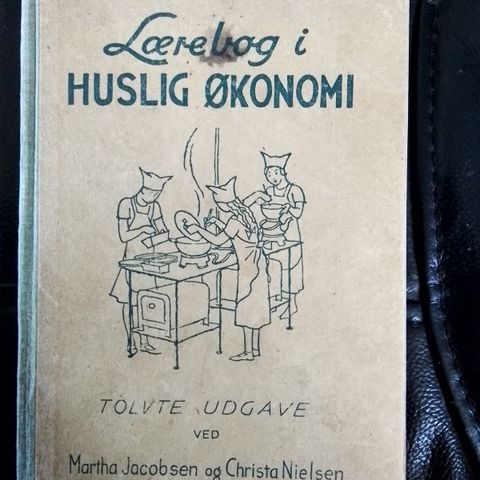 Lærebog i
HUSLIG ØKONOMI
TOLVTE UDGAVE
VED
Martha Jacobsen og Christa Nielsen